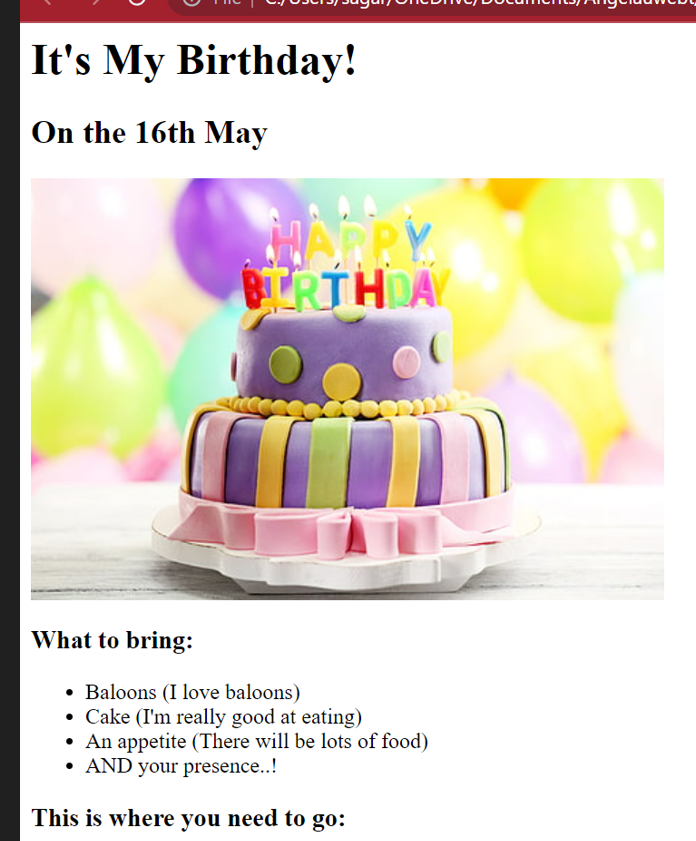 File | C:/Users/sagar/OneDrive/Documents/Angelauwebt/
It's My Birthday!
On the 16th May
HAPPY
BIRTHDAY
What to bring:
Baloons (I love baloons)
Cake (I'm really good at eating)
An appetite (There will be lots of food)
AND your presence..!
This is where you need to go: